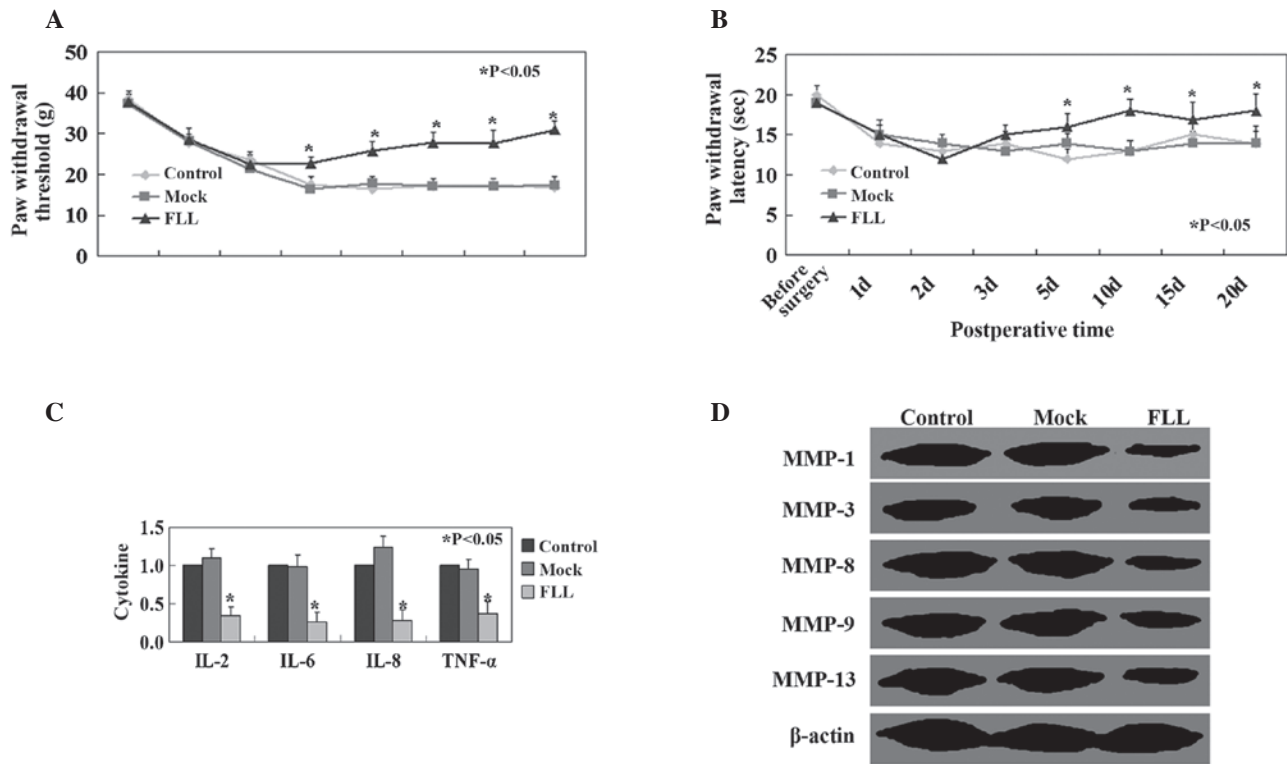 A
Paw withdrawal
threshold (g)
50
40
30
20
10
0
*P<0.05
* * * * *
Control
Mock
FLL
B
Paw withdrawal
latency (sec)
25
20
15
10
5
0
* * * *
Control
Mock
FLL
*P<0.05
Before
surgery
1d
2d
3d
5d
10d
15d
20d
Postperative time
C
Cytokine
1.5
1.0
0.5
0.0
*P<0.05
Control
Mock
FLL
* * * *
IL-2 IL-6 IL-8 TNF-α
D
Control Mock FLL
MMP-1
MMP-3
MMP-8
MMP-9
MMP-13
β-actin